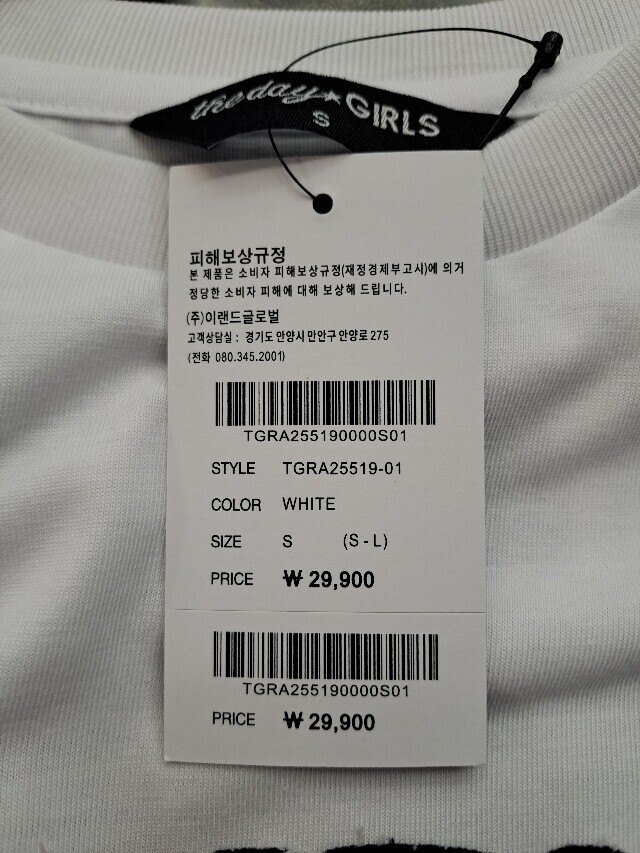 the day★GIRLS
S
피해보상규정
본 제품은 소비자 피해보상규정(재정경제부고시)에 의거
정당한 소비자 피해에 대해 보상해 드립니다.
(주)이랜드글로벌
고객상담실 : 경기도 안양시 만안구 안양로 275
(전화 080.345.2001)
TGRA255190000S01
STYLE TGRA25519-01
COLOR WHITE
SIZE S (S-L)
PRICE ₩ 29,900
TGRA255190000S01
PRICE ₩ 29,900